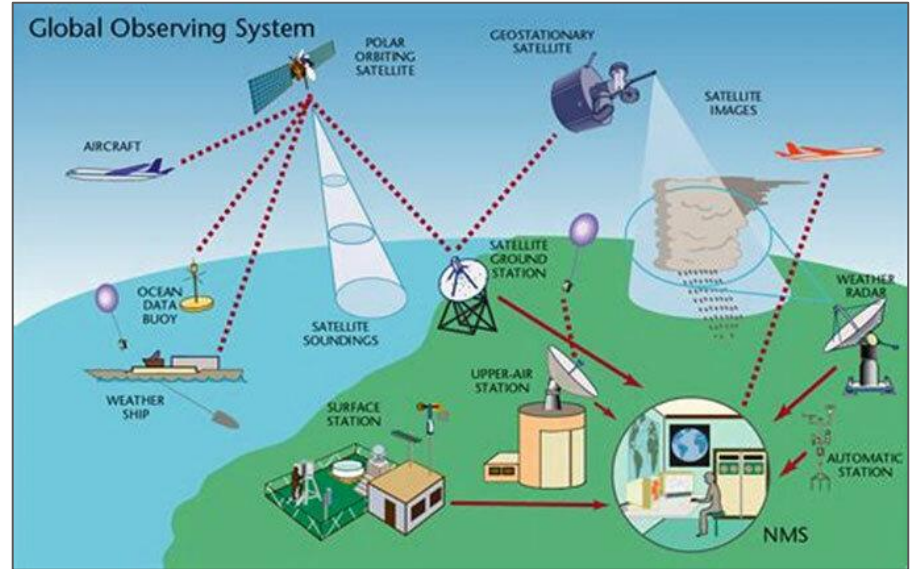 Global Observing System
POLAR
ORBITING
SATELLITE
GEOSTATIONARY
SATELLITE
SATELLITE
IMAGES
AIRCRAFT
OCEAN
DATA
BUOY
SATELLITE
SOUNDINGS
SATELLITE
GROUND
STATION
WEATHER
RADAR
WEATHER
SHIP
SURFACE
STATION
UPPER-AIR
STATION
AUTOMATIC
STATION
NMS